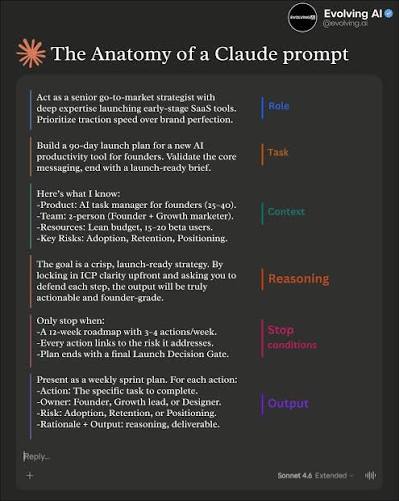 EVOLVING AI
Evolving AI
@evolving.ai
The Anatomy of a Claude prompt
Act as a senior go-to-market strategist with
deep expertise launching early-stage SaaS tools.
Prioritize traction speed over brand perfection.
Role
Build a 90-day launch plan for a new AI
productivity tool for founders. Validate the core
messaging, end with a launch-ready brief.
Task
Here's what I know:
-Product: AI task manager for founders (25-40).
-Team: 2-person (Founder + Growth marketer).
-Resources: Lean budget, 15-20 beta users.
-Key Risks: Adoption, Retention, Positioning.
Context
The goal is a crisp, launch-ready strategy. By
locking in ICP clarity upfront and asking you to
defend each step, the output will be truly
actionable and founder-grade.
Reasoning
Only stop when:
-A 12-week roadmap with 3-4 actions/week.
-Every action links to the risk it addresses.
-Plan ends with a final Launch Decision Gate.
Stop
conditions
Present as a weekly sprint plan. For each action:
-Action: The specific task to complete.
-Owner: Founder, Growth lead, or Designer.
-Risk: Adoption, Retention, or Positioning.
-Rationale + Output: reasoning, deliverable.
Output
Reply...
Sonnet 4.6 Extended